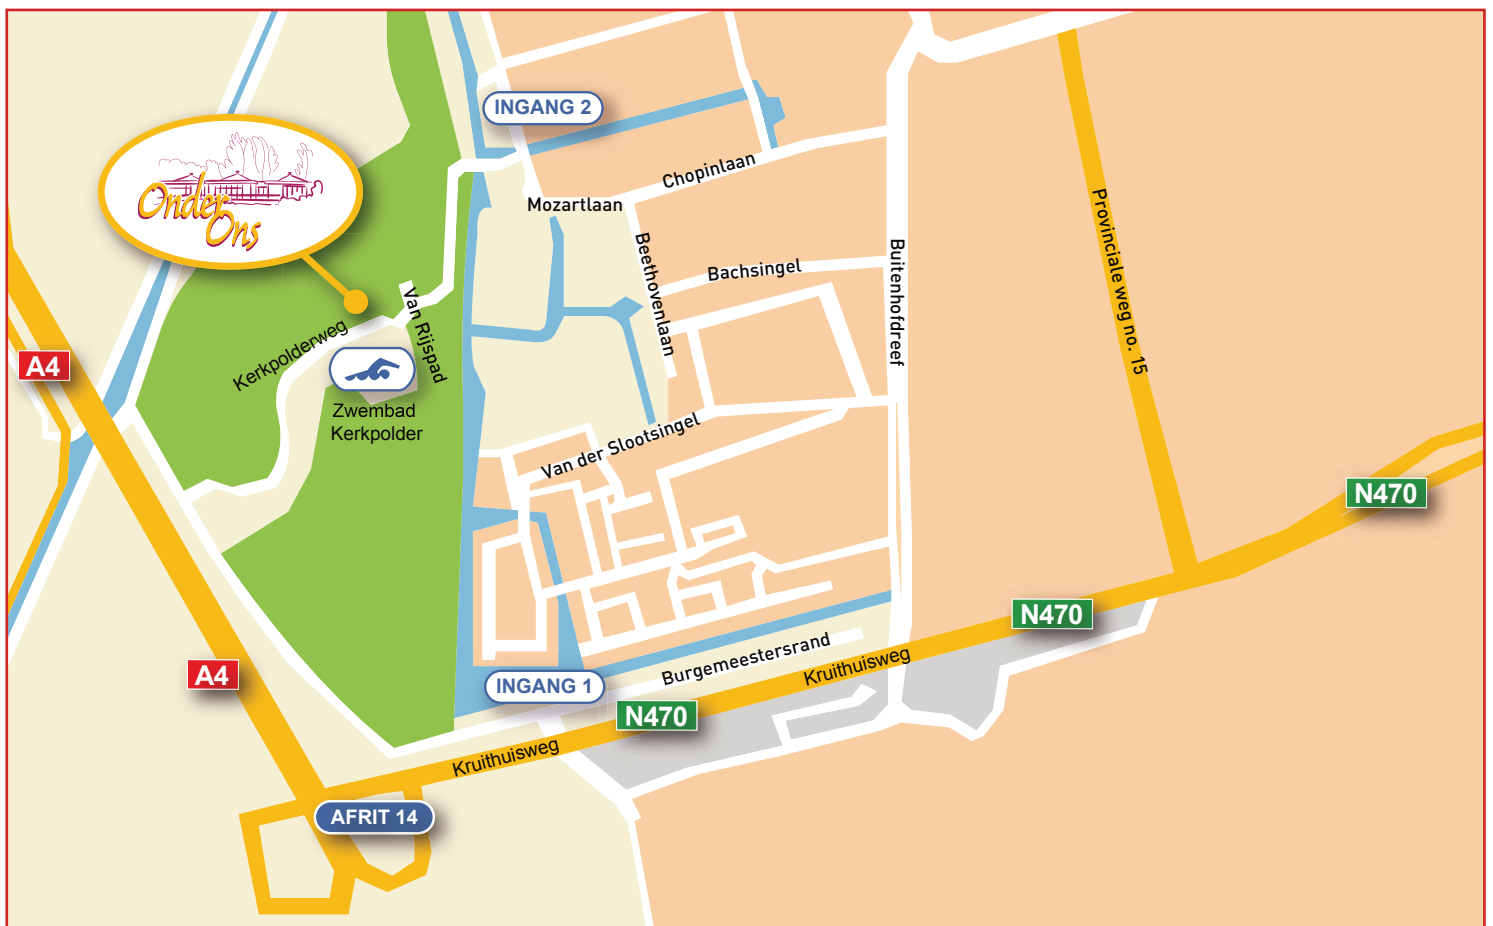 INGANG 2
Onder
Ons
Chopinlaan
Mozartlaan
Beethovenlaan
Bachsingel
Buitenhofdreef
Provinciale weg no. 15
Van Rijspad
Kerkpolderweg
A4
Zwembad
Kerkpolder
Van der Slootsingel
N470
N470
Burgemeestersrand
Kruithuisweg
A4
INGANG 1
N470
Kruithuisweg
AFRIT 14